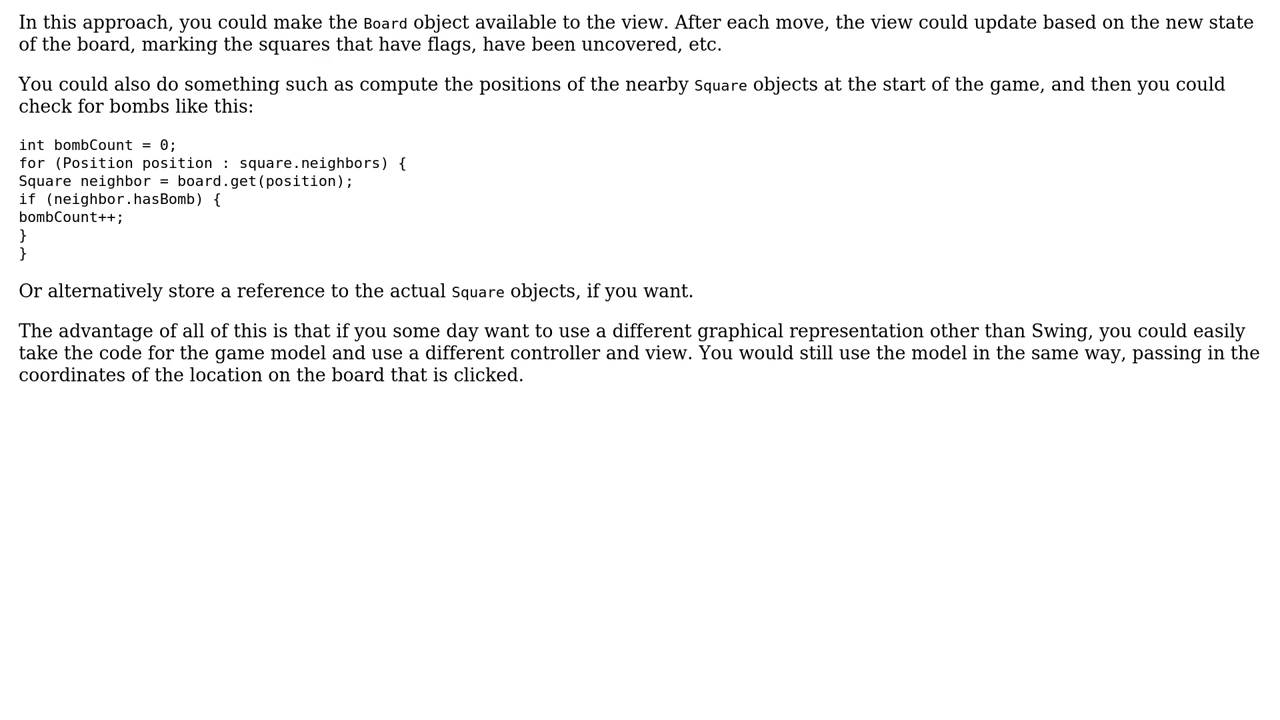 In this approach, you could make the Board object available to the view. After each move, the view could update based on the new state
of the board, marking the squares that have flags, have been uncovered, etc.
You could also do something such as compute the positions of the nearby Square objects at the start of the game, and then you could
check for bombs like this:
int bombCount = 0;
for (Position position : square.neighbors) {
Square neighbor = board.get(position);
if (neighbor.hasBomb) {
bombCount++;
}
}
Or alternatively store a reference to the actual Square objects, if you want.
The advantage of all of this is that if you some day want to use a different graphical representation other than Swing, you could easily
take the code for the game model and use a different controller and view. You would still use the model in the same way, passing in the
coordinates of the location on the board that is clicked.